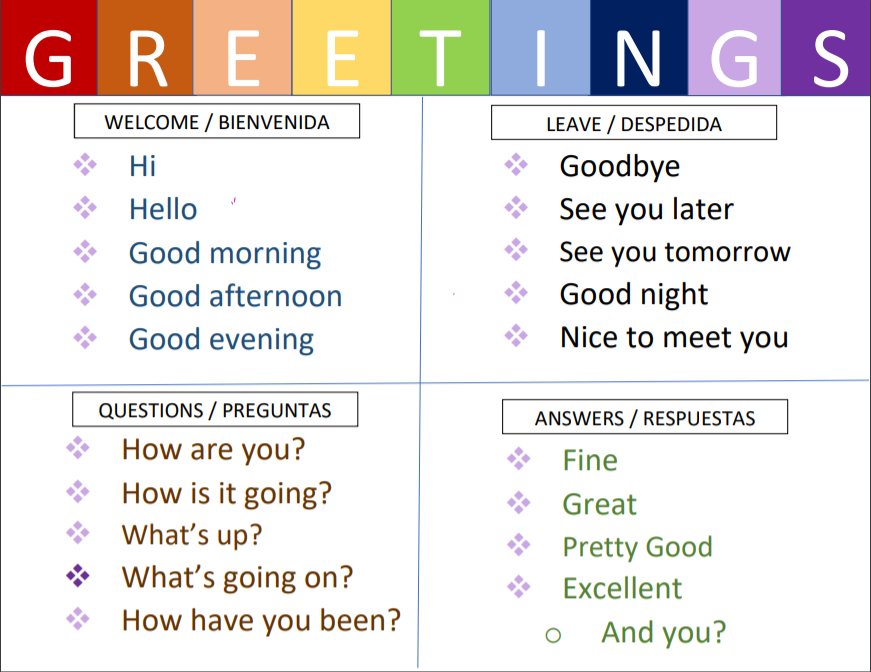 GREETINGS
WELCOME / BIENVENIDA
Hi
Hello
Good morning
Good afternoon
Good evening
LEAVE / DESPEDIDA
Goodbye
See you later
See you tomorrow
Good night
Nice to meet you
QUESTIONS / PREGUNTAS
How are you?
How is it going?
What’s up?
What’s going on?
How have you been?
ANSWERS / RESPUESTAS
Fine
Great
Pretty Good
Excellent
And you?